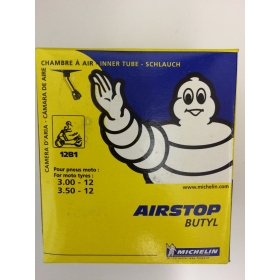 CHAMBRE À AIR - INNER TUBE - SCHLAUCH
CAMERA D'ARIA - CÁMARA DE AIRE
12B1
Pour pneus moto :
For moto tyres :
3.00 - 12
3.50 - 12
www.michelin.com
AIRSTOP
BUTYL
MICHELIN